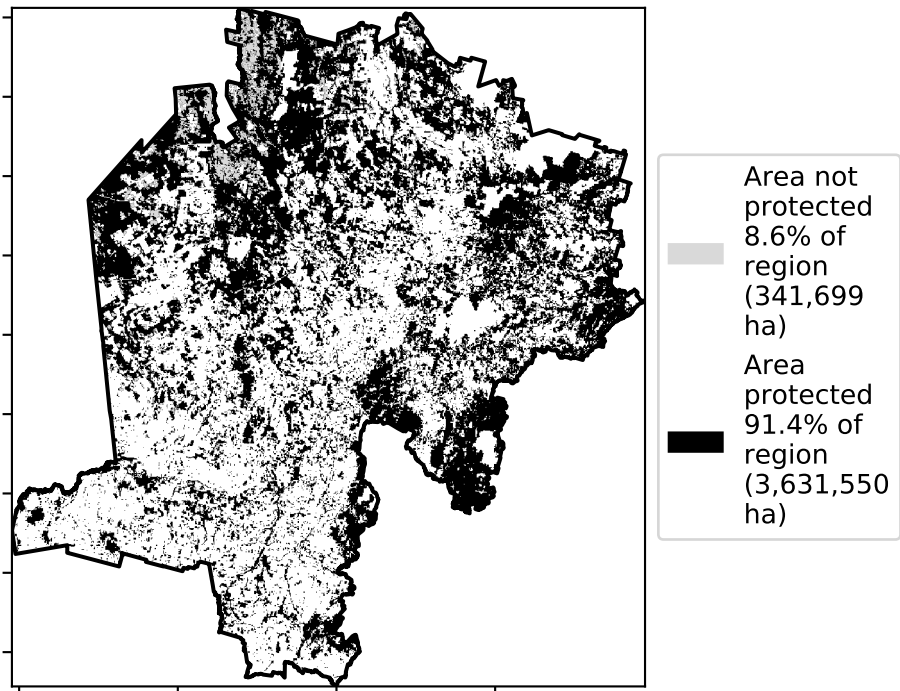 Area not
protected
8.6% of
region
(341,699
ha)
Area
protected
91.4% of
region
(3,631,550
ha)